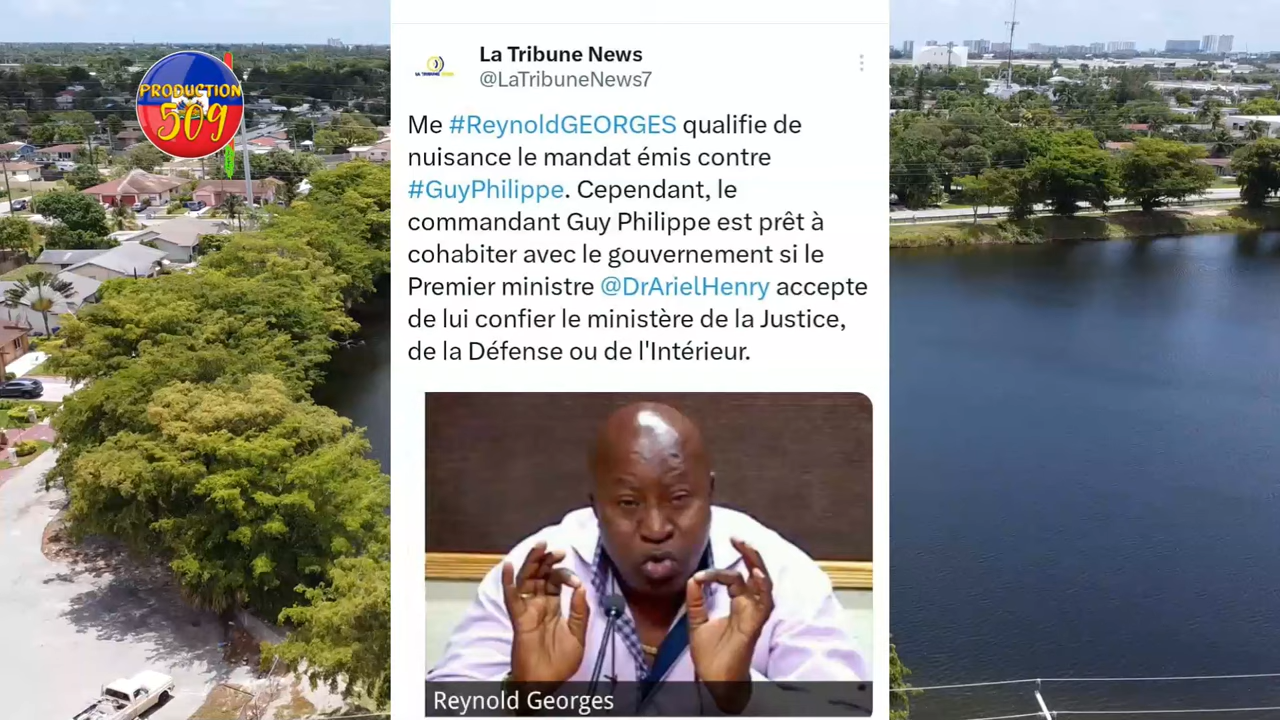 PRODUCTION
509
La Tribune News
@LaTribuneNews7
Me #ReynoldGEORGES qualifie de
nuisance le mandat émis contre
#GuyPhilippe. Cependant, le
commandant Guy Philippe est prêt à
cohabiter avec le gouvernement si le
Premier ministre @DrArielHenry accepte
de lui confier le ministère de la Justice,
de la Défense ou de l'Intérieur.
Reynold Georges